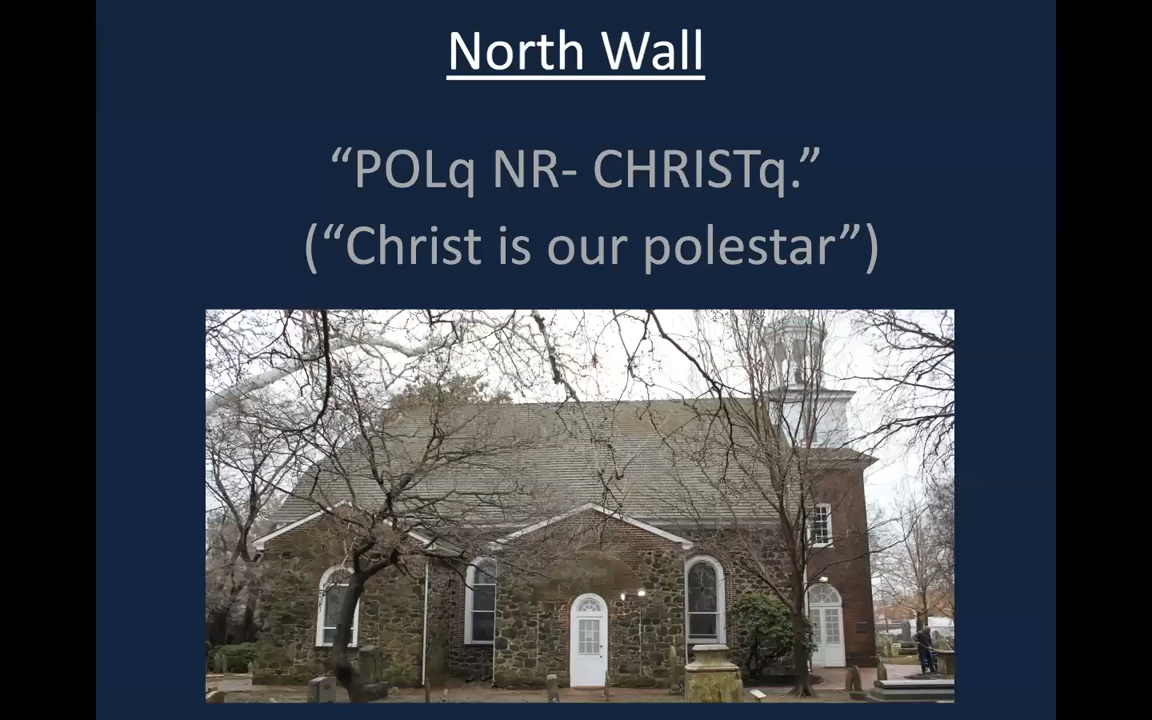 North Wall
“POLq NR- CHRISTq.”
(“Christ is our polestar”)